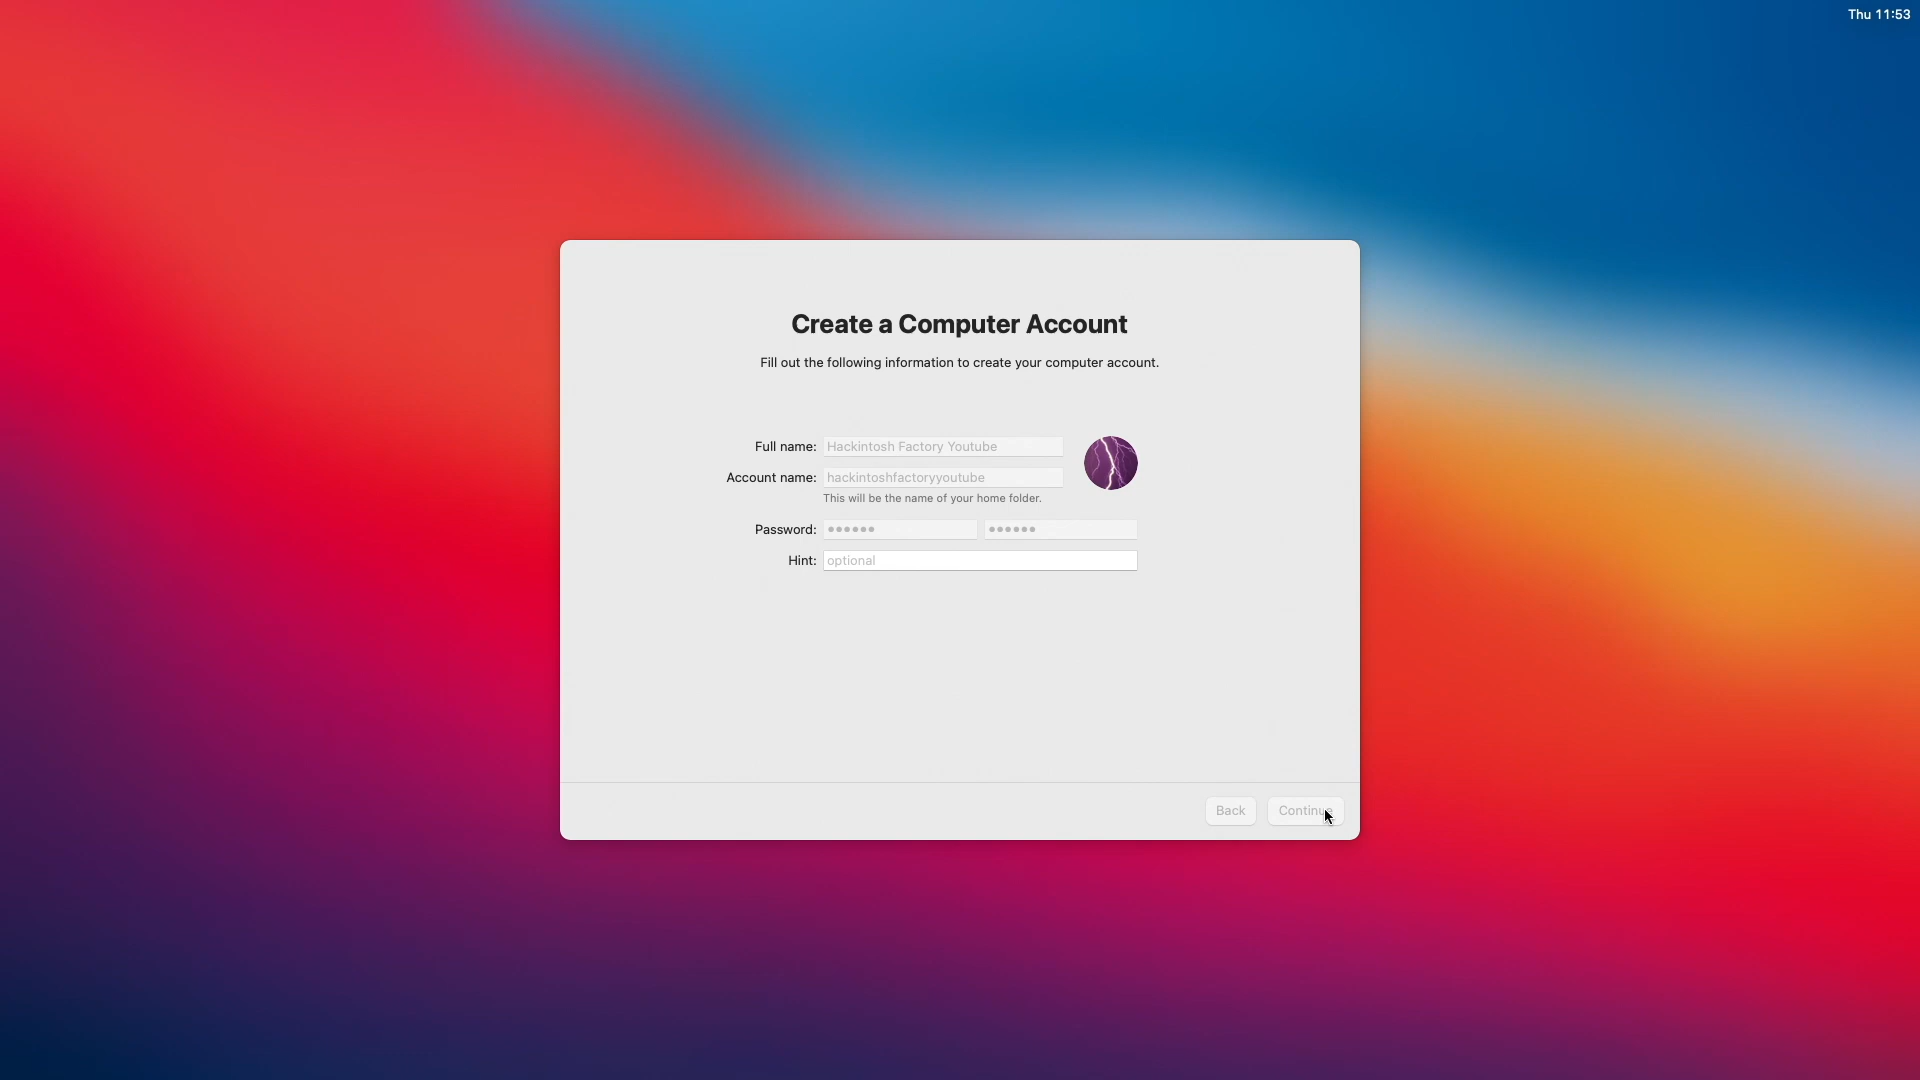 Thu 11:53
Create a Computer Account
Fill out the following information to create your computer account.
Full name: Hackintosh Factory Youtube
Account name: hackintoshfactoryyoutube
This will be the name of your home folder.
Password: •••••• ••••••
Hint: optional
Back Continue